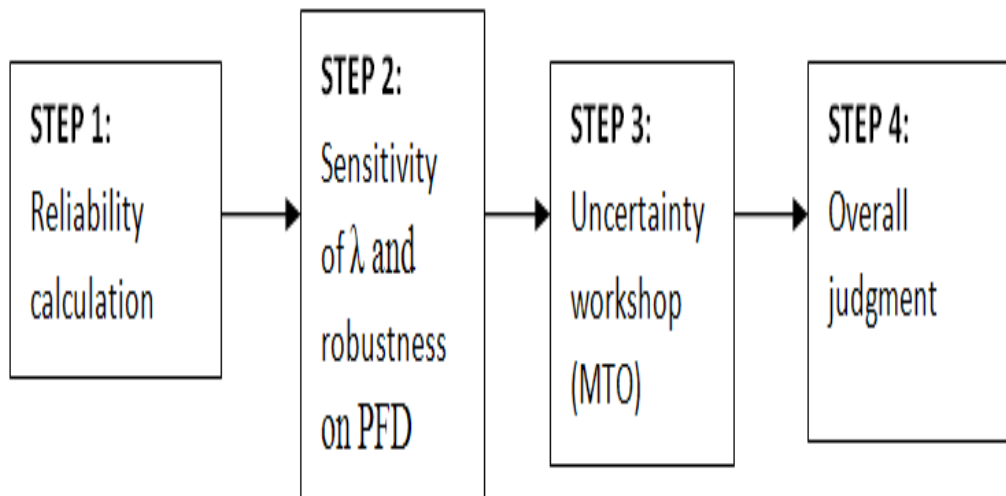 STEP 1:
Reliability
calculation
STEP 2:
Sensitivity
of λ and
robustness
on PFD
STEP 3:
Uncertainty
workshop
(MTO)
STEP 4:
Overall
judgment